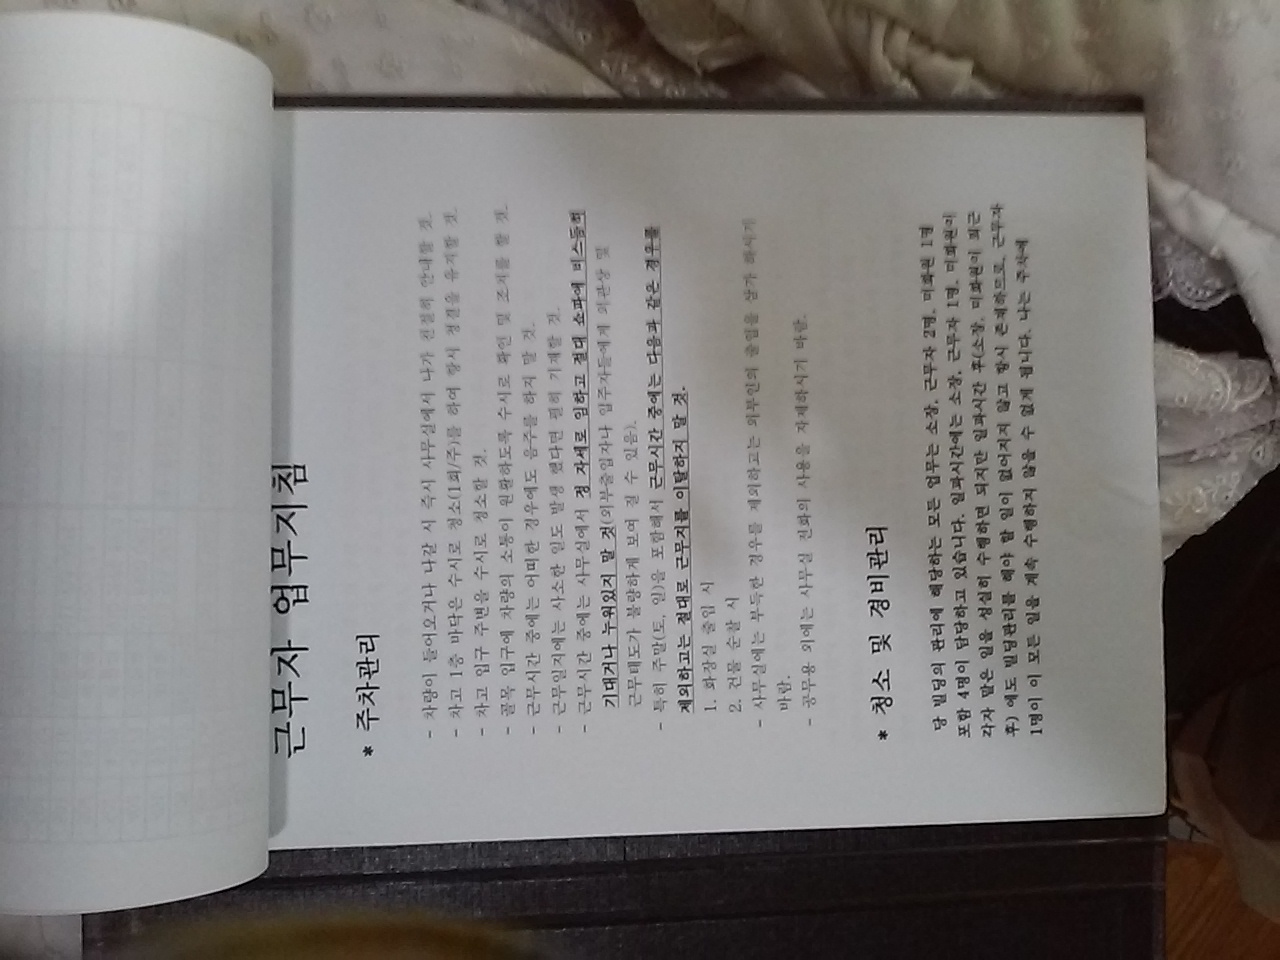 근무자 업무지침
* 주차관리
- 차량이 들어오거나 나갈 시 즉시 사무실에서 나가 친절히 안내할 것.
- 차고 1층 바닥은 수시로 청소(1회/주)를 하여 항시 청결을 유지할 것.
- 차고 입구 주변을 수시로 청소할 것.
- 골목 입구에 차량의 소통이 원활하도록 수시로 확인 및 조치를 할 것.
- 근무시간 중에는 어떠한 경우에도 음주를 하지 말 것.
- 근무일지에는 사소한 일도 발생 했다면 필히 기재할 것.
- 근무시간 중에는 사무실에서 정 자세로 임하고 절대 쇼파에 비스듬히
기대거나 누워있지 말 것(외부출입자나 입주자들에게 외관상 및
근무태도가 불량하게 보여 질 수 있음).
- 특히 주말(토, 일)을 포함해서 근무시간 중에는 다음과 같은 경우를
제외하고는 절대로 근무지를 이탈하지 말 것.
1. 화장실 출입 시
2. 건물 순찰 시
- 사무실에는 부득한 경우를 제외하고는 외부인의 출입을 삼가 하시기
바람.
- 공무용 외에는 사무실 전화의 사용을 자제하시기 바람.
* 청소 및 경비관리
당 빌딩의 관리에 해당하는 모든 업무는 소장, 근무자 2명, 미화원 1명
포함 4명이 담당하고 있습니다. 일과시간에는 소장, 근무자 1명, 미화원이
각자 맡은 일을 성실히 수행하면 되지만 일과시간 후(소장, 미화원이 퇴근
후) 에도 빌딩관리를 해야 할 일이 없어지지 않고 항시 존재하므로, 근무자
1명이 이 모든 일을 계속 수행하지 않을 수 없게 됩니다. 나는 주차에